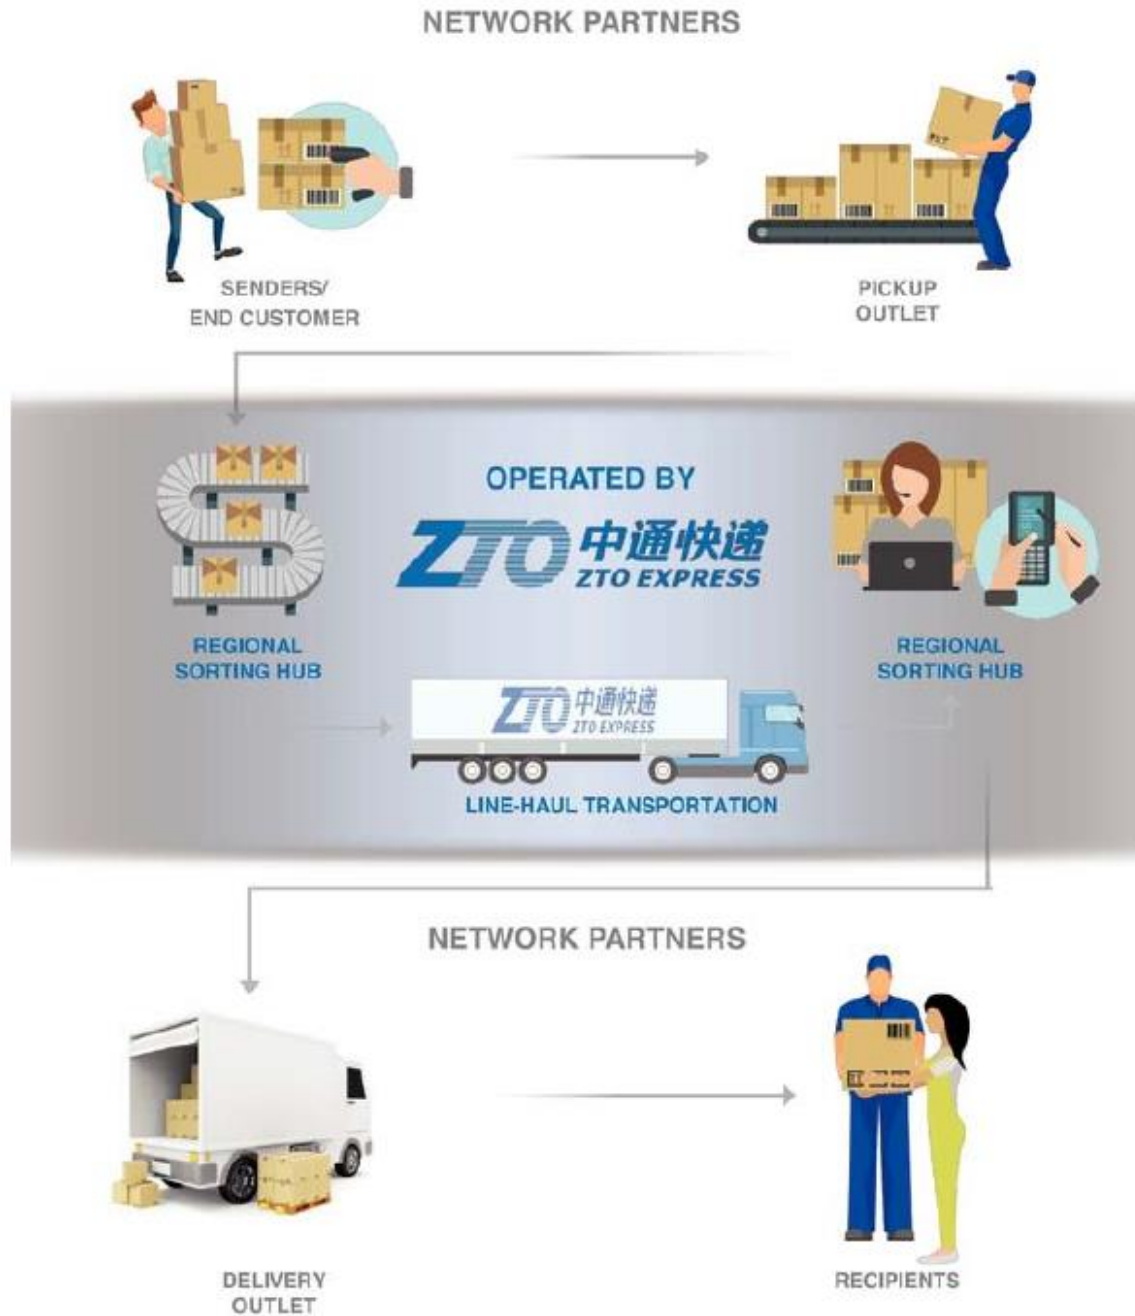 NETWORK PARTNERS
SENDERS/
END CUSTOMER
PICKUP
OUTLET
OPERATED BY
ZTO 中通快递
ZTO EXPRESS
REGIONAL
SORTING HUB
REGIONAL
SORTING HUB
ZTO 中通快递
ZTO EXPRESS
LINE-HAUL TRANSPORTATION
NETWORK PARTNERS
DELIVERY
OUTLET
RECIPIENTS